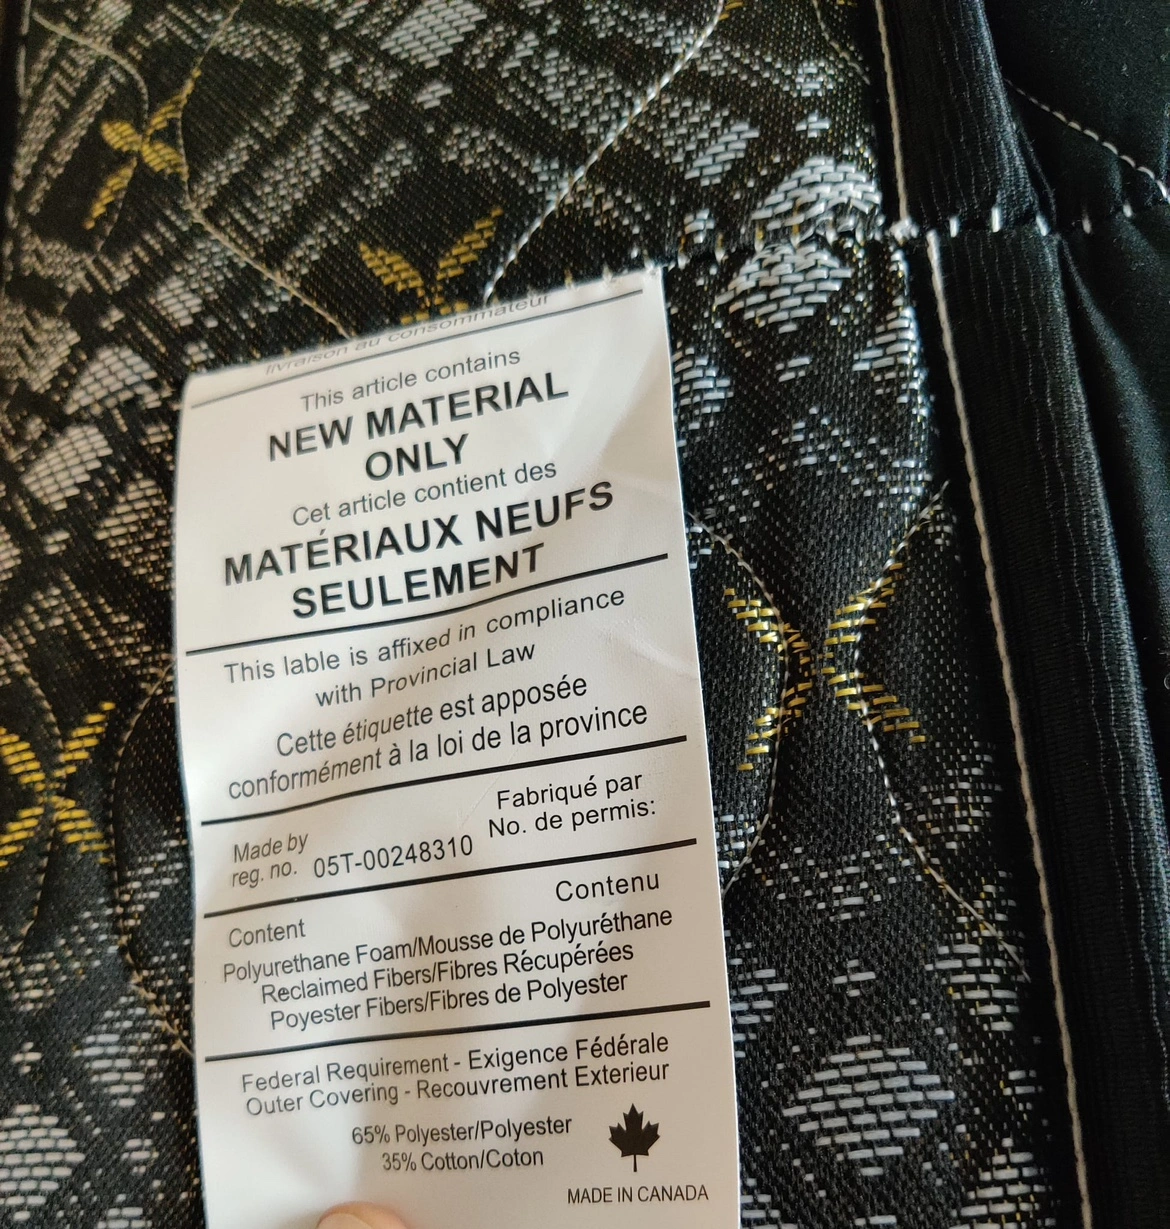 livraison au consommateur
This article contains
NEW MATERIAL
ONLY
Cet article contient des
MATÉRIAUX NEUFS
SEULEMENT
This lable is affixed in compliance
with Provincial Law
Cette étiquette est apposée
conformément à la loi de la province
Made by
reg. no. 05T-00248310
Fabriqué par
No. de permis:
Content
Contenu
Polyurethane Foam/Mousse de Polyuréthane
Reclaimed Fibers/Fibres Récupérées
Poyester Fibers/Fibres de Polyester
Federal Requirement - Exigence Fédérale
Outer Covering - Recouvrement Exterieur
65% Polyester/Polyester
35% Cotton/Coton
MADE IN CANADA